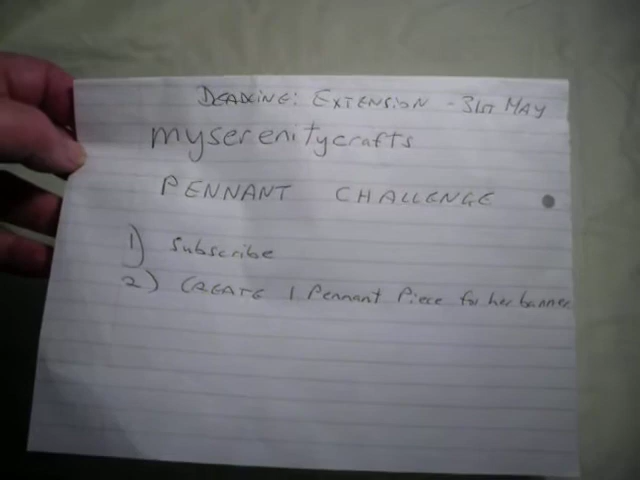 DEADLINE: EXTENSION - 31ST MAY
myserenitycrafts
PENNANT CHALLENGE
1) Subscribe
2) CREATE 1 Pennant Piece for her banner